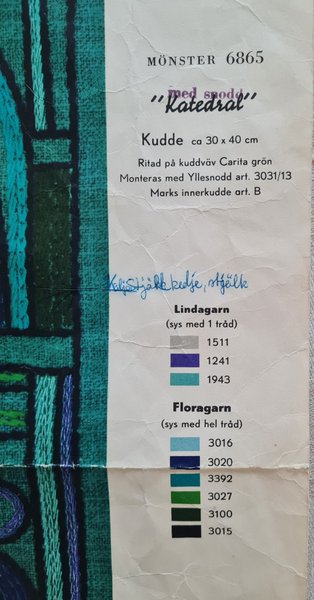 MÖNSTER 6865
med snodd
"Katedral"
Kudde ca 30 x 40 cm
Ritad på kuddväv Carita grön
Monteras med Yllesnodd art. 3031/13
Marks innerkudde art. B
kedje, stjälk
Lindagarn
(sys med 1 tråd)
1511
1241
1943
Floragarn
(sys med hel tråd)
3016
3020
3392
3027
3100
3015